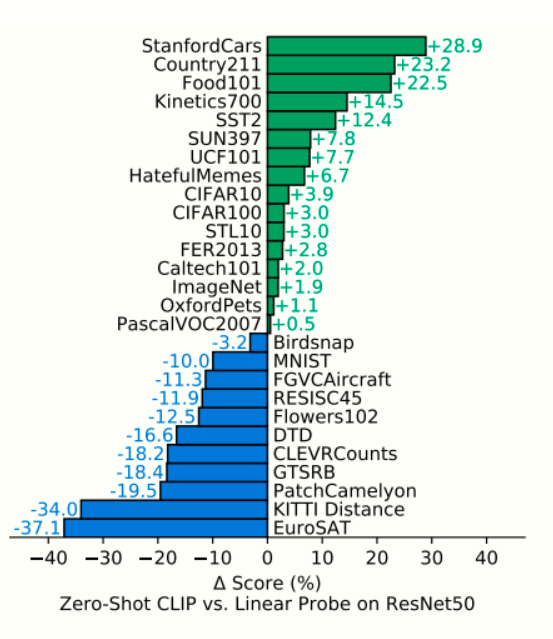 StanfordCars +28.9
Country211 +23.2
Food101 +22.5
Kinetics700 +14.5
SST2 +12.4
SUN397 +7.8
UCF101 +7.7
HatefulMemes +6.7
CIFAR10 +3.9
CIFAR100 +3.0
STL10 +3.0
FER2013 +2.8
Caltech101 +2.0
ImageNet +1.9
OxfordPets +1.1
PascalVOC2007 +0.5
-3.2 Birdsnap
-10.0 MNIST
-11.3 FGVCAircraft
-11.9 RESISC45
-12.5 Flowers102
-16.6 DTD
-18.2 CLEVRCounts
-18.4 GTSRB
-19.5 PatchCamelyon
-34.0 KITTI Distance
-37.1 EuroSAT
−40 −30 −20 −10 0 10 20 30 40
Δ Score (%)
Zero-Shot CLIP vs. Linear Probe on ResNet50